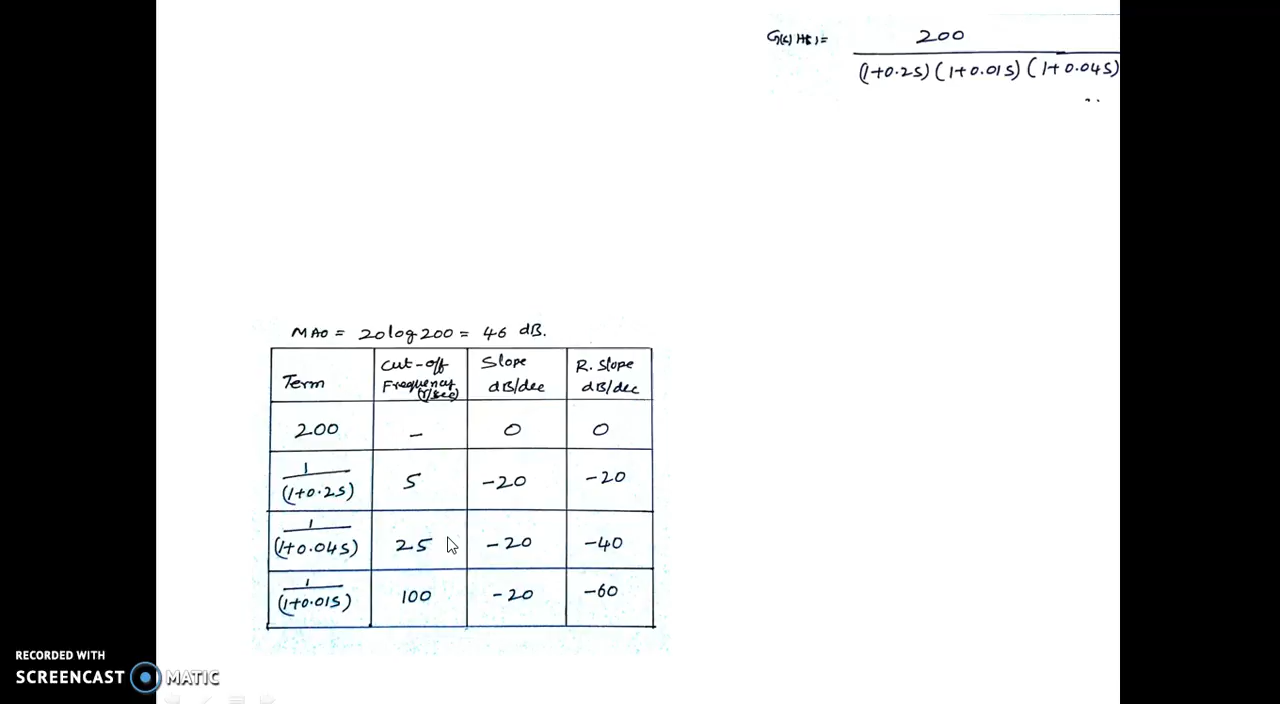 G(s) H(s) =
200
(1+0.2S) (1+0.01S) (1+0.04S)
MAO = 20log200 = 46 dB.
Term Cut-off Frequency (r/sec) Slope dB/dec R. Slope dB/dec
200 – 0 0
1/(1+0.2S) 5 -20 -20
1/(1+0.04S) 25 -20 -40
1/(1+0.01S) 100 -20 -60
RECORDED WITH
SCREENCAST MATIC